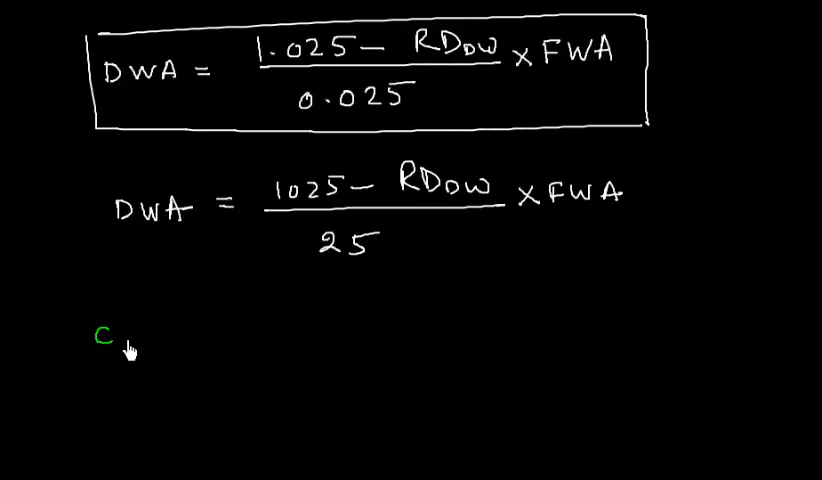 DWA = 1.025 - RDDW / 0.025 × FWA
DWA = 1025 - RDDW / 25 × FWA
C